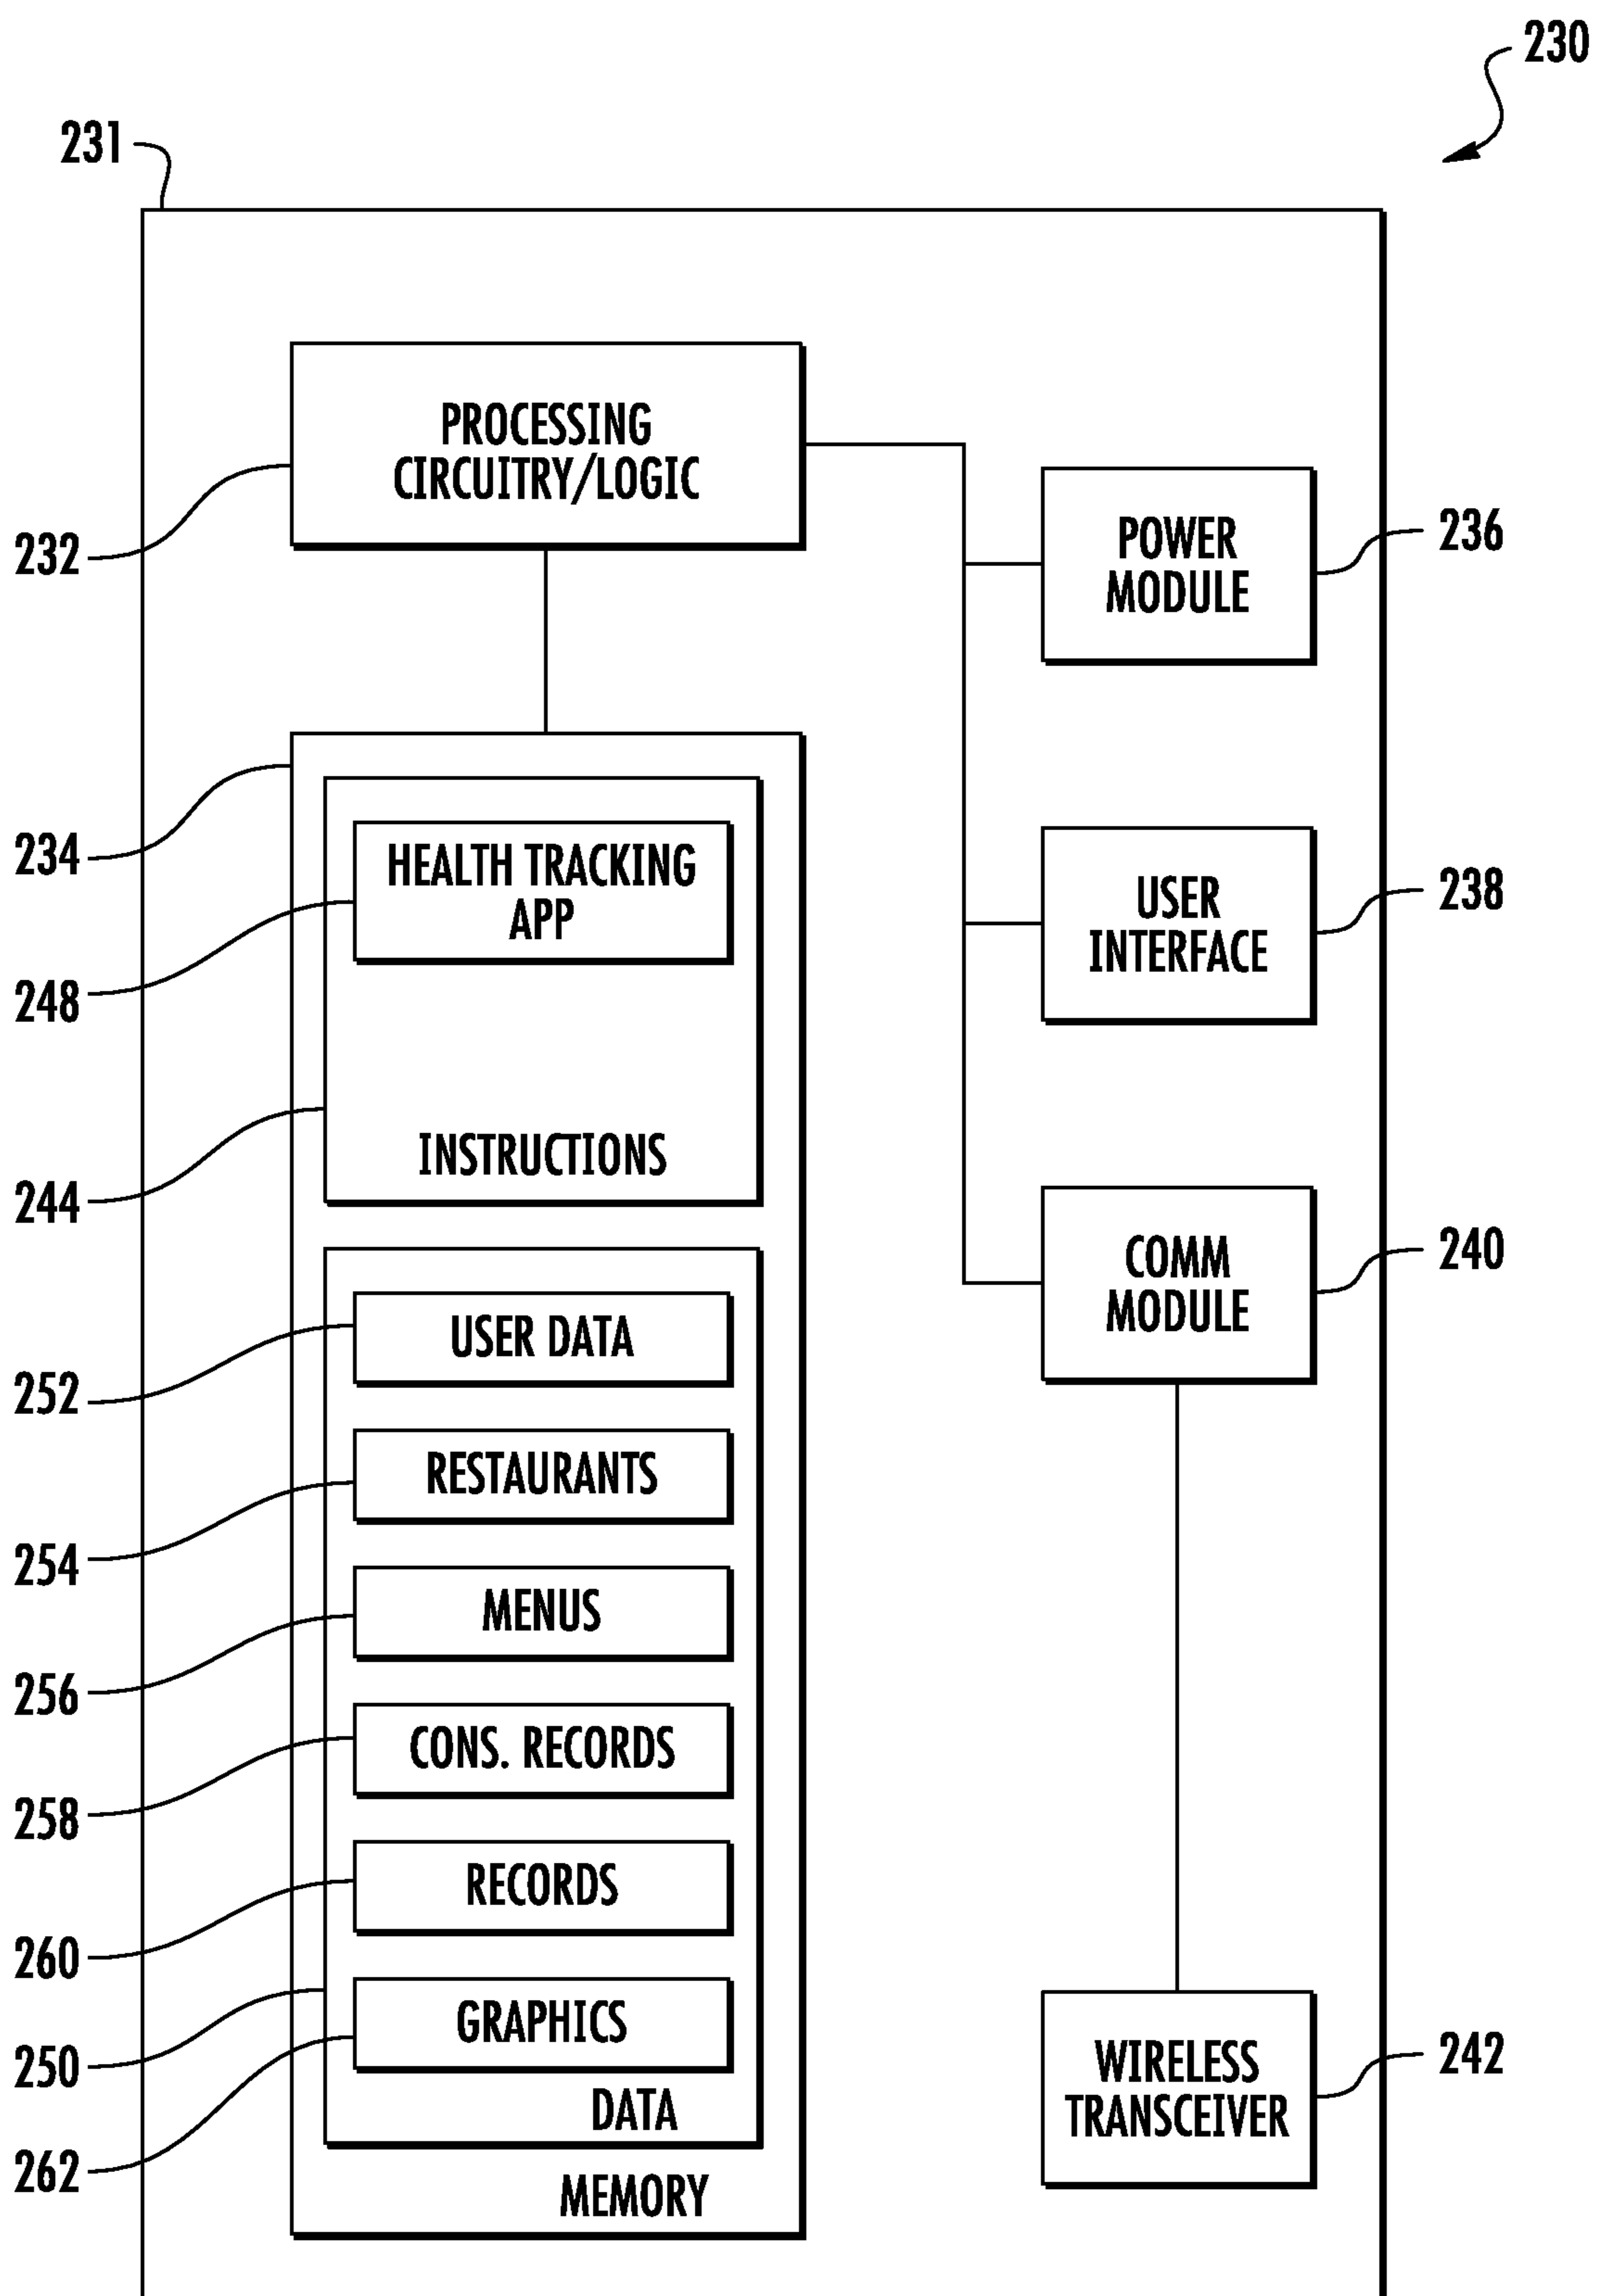 230
231
PROCESSING
CIRCUITRY/LOGIC
232
POWER
MODULE
236
234
HEALTH TRACKING
APP
248
USER
INTERFACE
238
INSTRUCTIONS
244
COMM
MODULE
240
USER DATA
252
RESTAURANTS
254
MENUS
256
CONS. RECORDS
258
RECORDS
260
GRAPHICS
250
262
DATA
MEMORY
WIRELESS
TRANSCEIVER
242